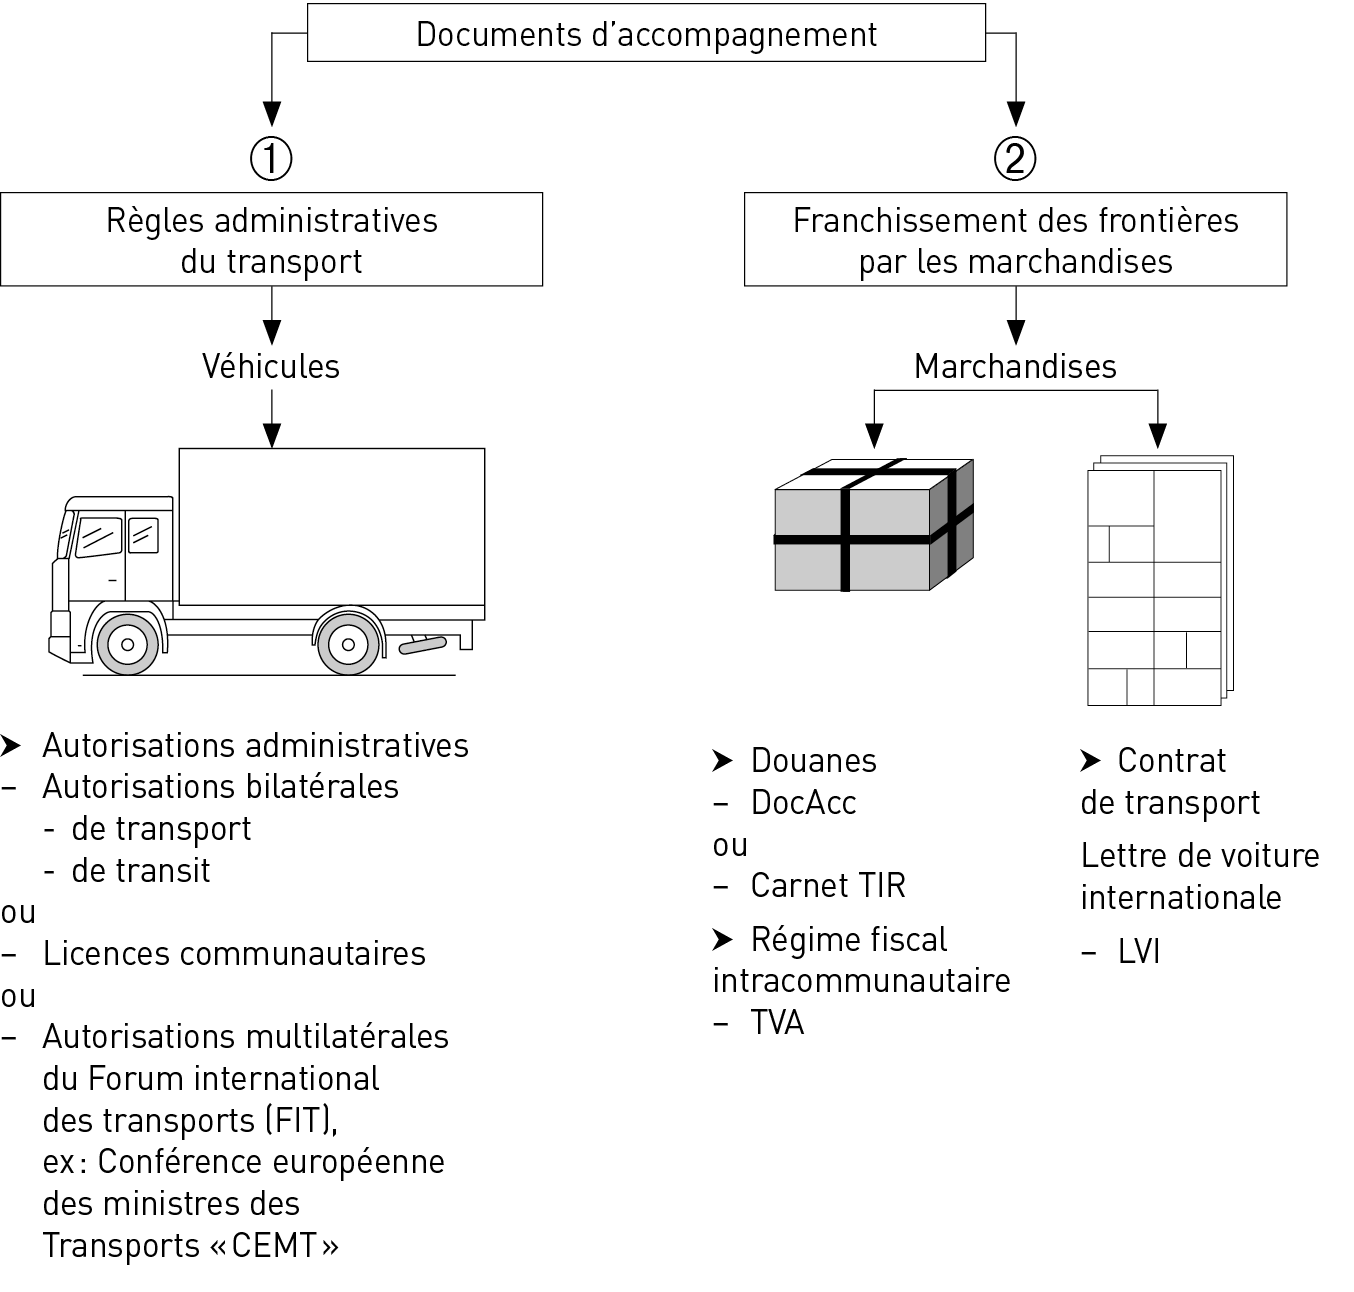 Documents d’accompagnement
①
Règles administratives
du transport
Véhicules
➤ Autorisations administratives
– Autorisations bilatérales
- de transport
- de transit
ou
– Licences communautaires
ou
– Autorisations multilatérales
du Forum international
des transports (FIT),
ex : Conférence européenne
des ministres des
Transports « CEMT »
②
Franchissement des frontières
par les marchandises
Marchandises
➤ Douanes
– DocAcc
ou
– Carnet TIR
➤ Régime fiscal
intracommunautaire
– TVA
➤ Contrat
de transport
Lettre de voiture
internationale
– LVI